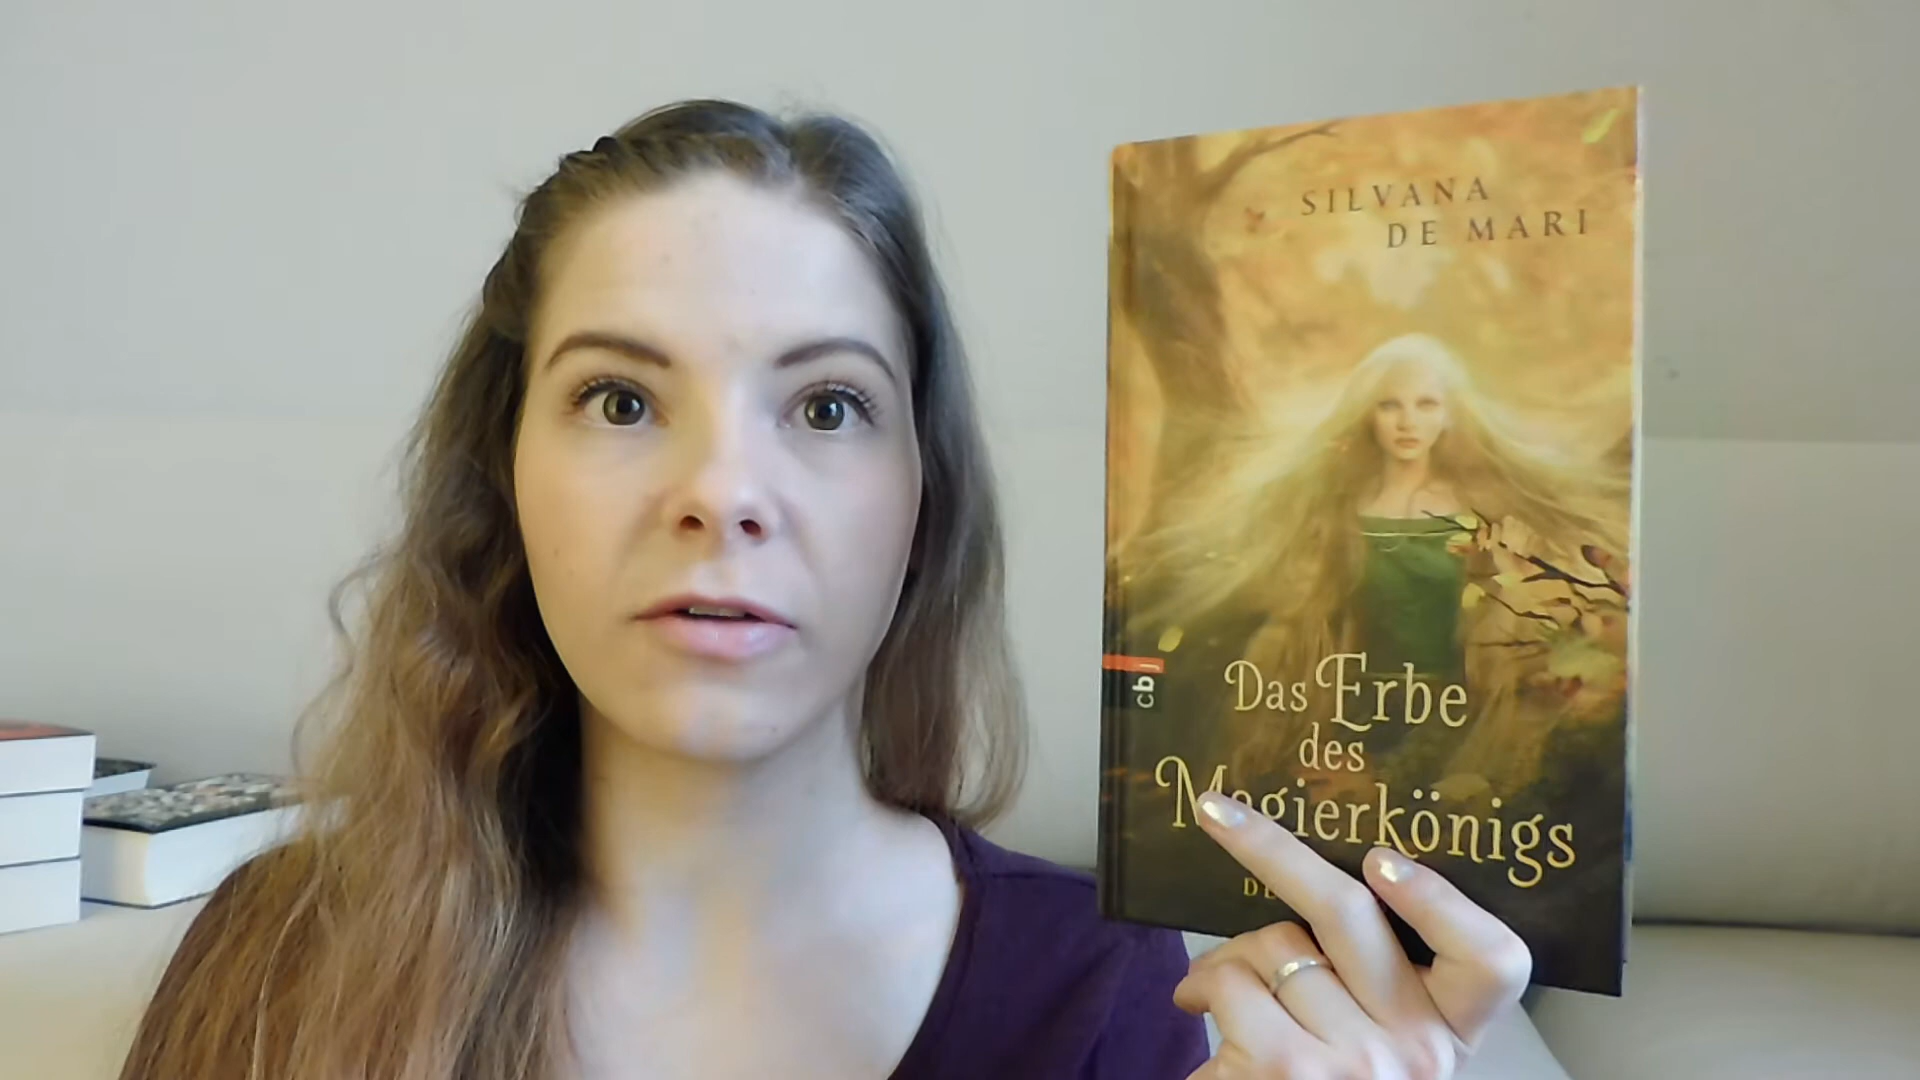 SILVANA
DE MARI
cbj
Das Erbe
des
Magierkönigs